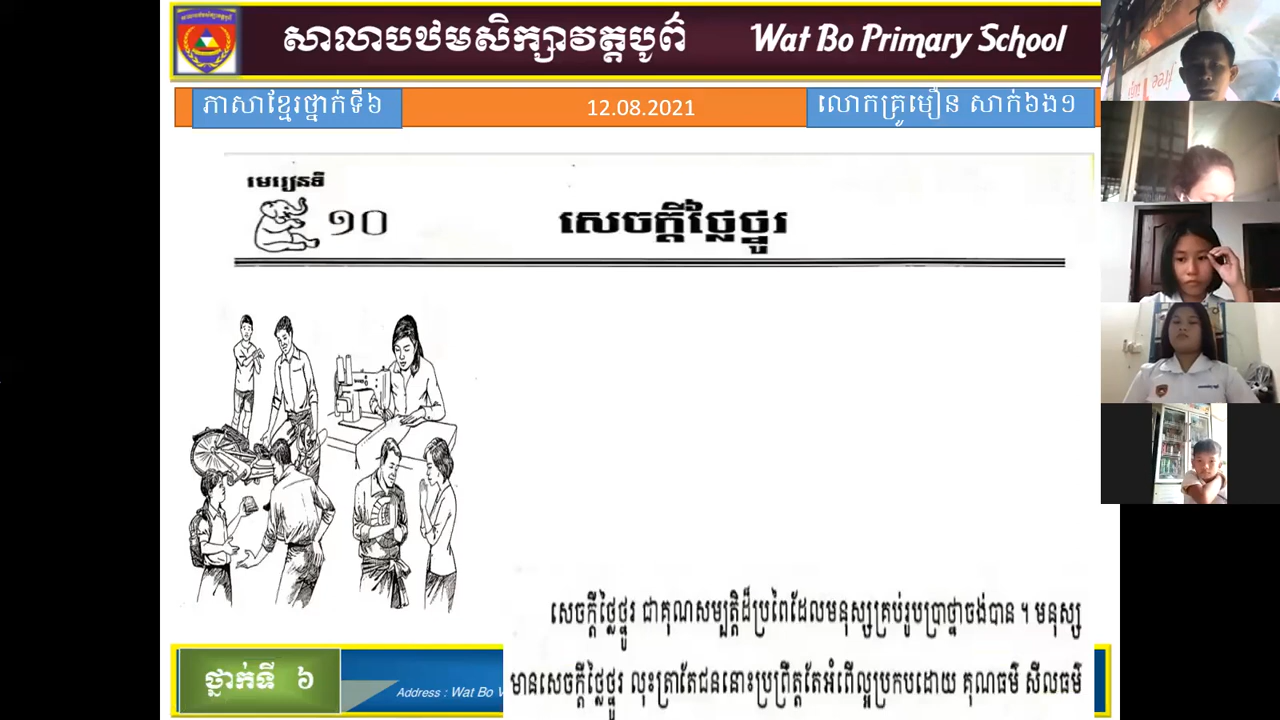 សាលាបឋមសិក្សាវត្តបូព៌ Wat Bo Primary School
ភាសាខ្មែរថ្នាក់ទី៦ 12.08.2021 លោកគ្រូមឿន សាក់៦ង១
មេរៀនទី
១០ សេចក្ដីថ្លៃថ្នូរ
សេចក្ដីថ្លៃថ្នូរ ជាគុណសម្បត្តិដ៏ប្រពៃដែលមនុស្សគ្រប់រូបប្រាថ្នាចង់បាន ។ មនុស្ស
មានសេចក្ដីថ្លៃថ្នូរ លុះត្រាតែជននោះប្រព្រឹត្តតែអំពើល្អប្រកបដោយ គុណធម៌ សីលធម៌
ថ្នាក់ទី ៦ Address : Wat Bo